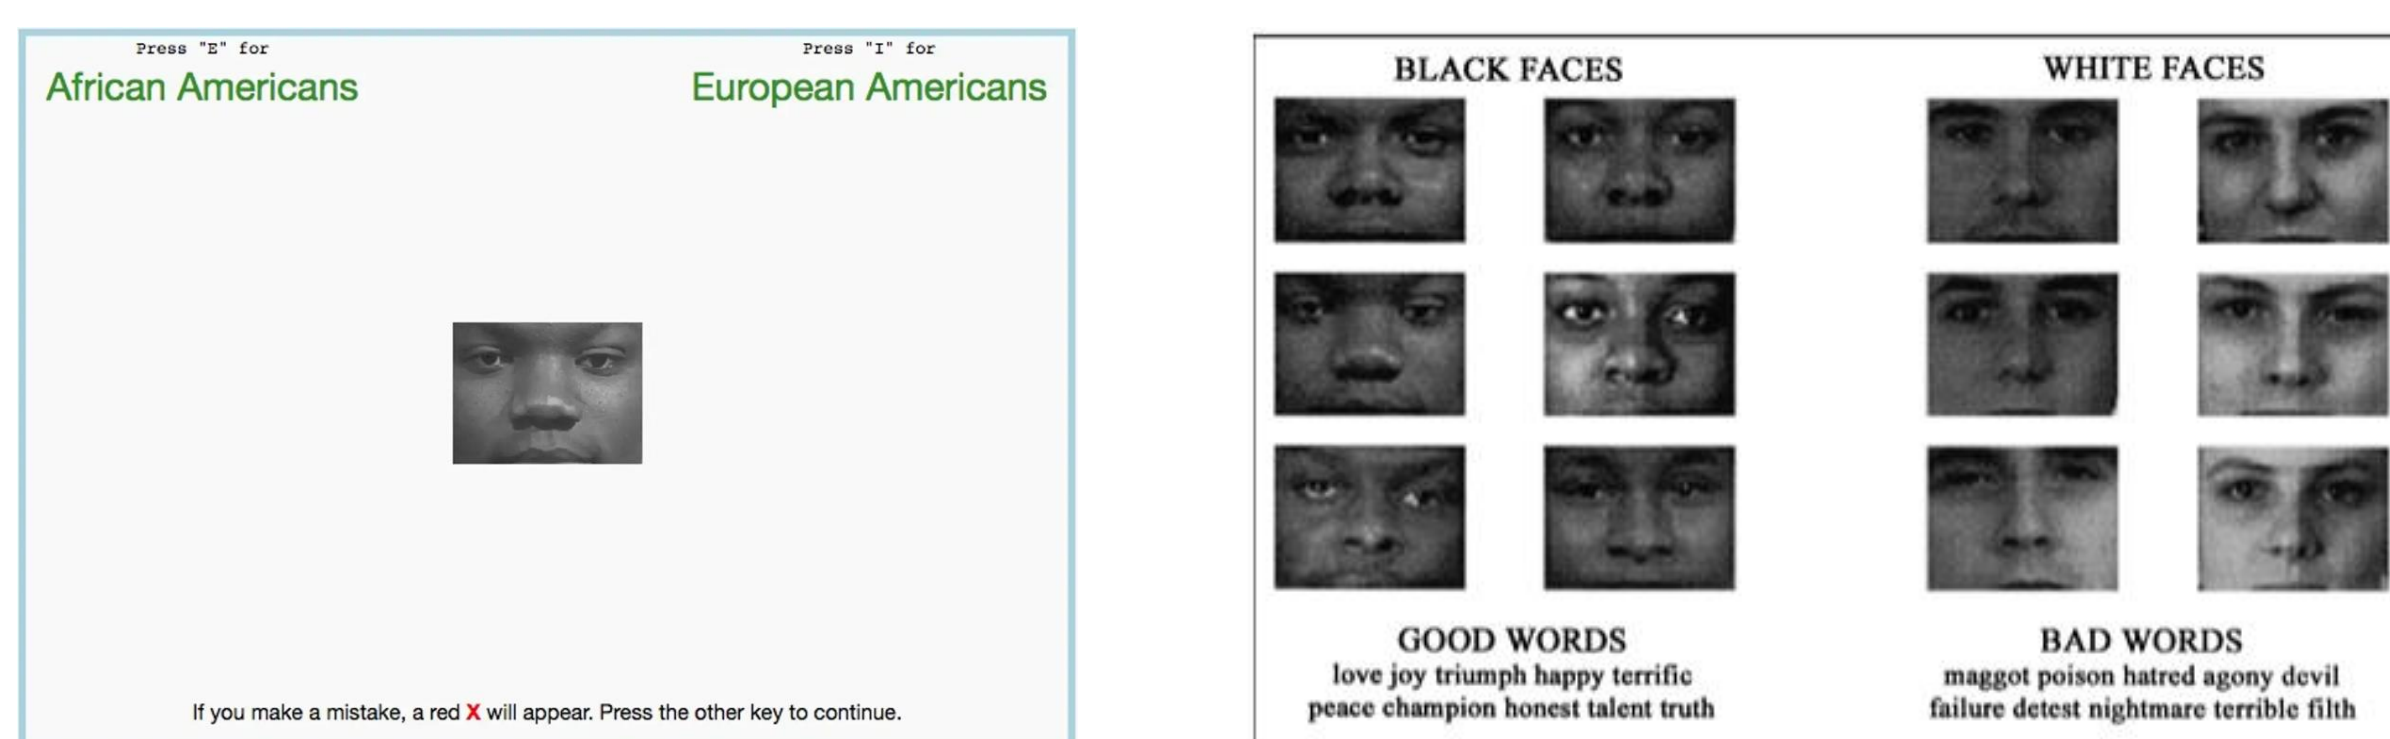 Press "E" for
African Americans
Press "I" for
European Americans
If you make a mistake, a red X will appear. Press the other key to continue.
BLACK FACES
WHITE FACES
GOOD WORDS
love joy triumph happy terrific
peace champion honest talent truth
BAD WORDS
maggot poison hatred agony devil
failure detest nightmare terrible filth